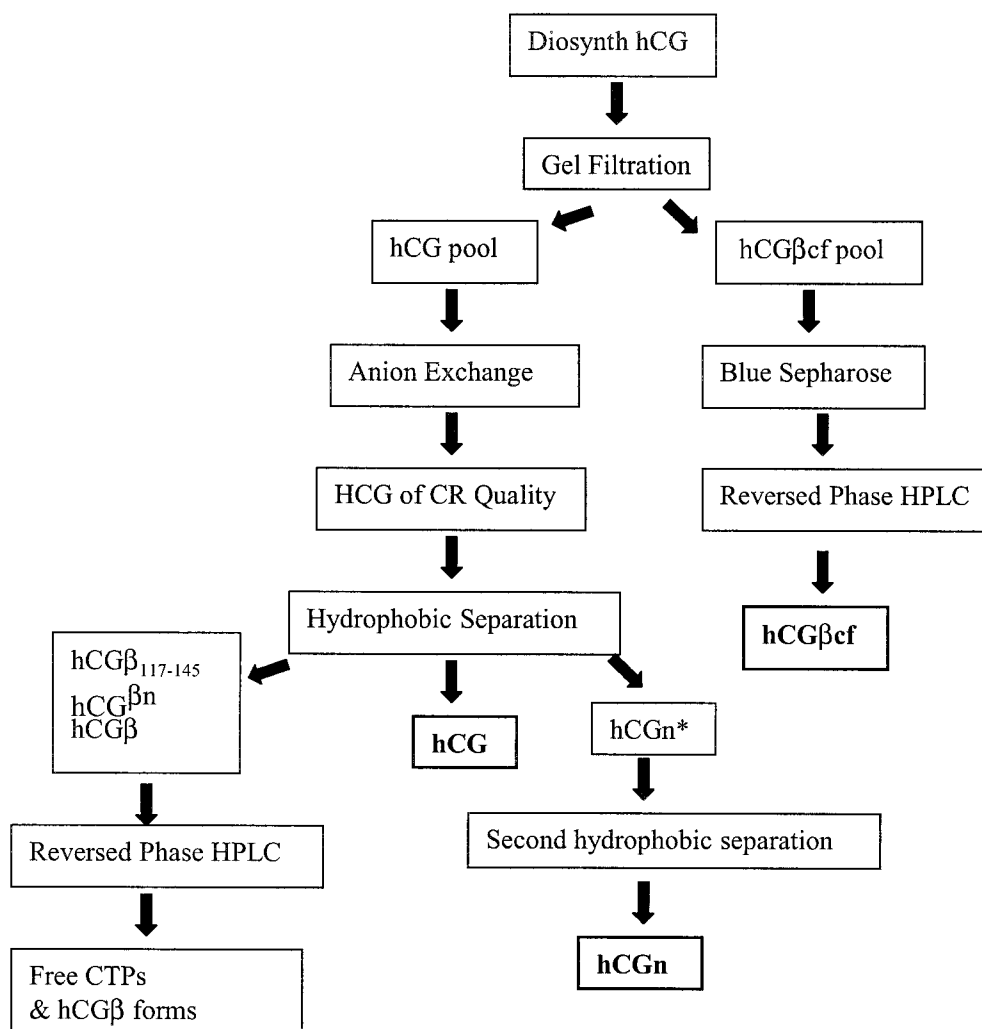 Diosynth hCG
Gel Filtration
hCG pool
hCGβcf pool
Anion Exchange
Blue Sepharose
HCG of CR Quality
Reversed Phase HPLC
Hydrophobic Separation
hCGβcf
hCGβ117-145
hCGβn
hCGβ
hCG
hCGn*
Reversed Phase HPLC
Second hydrophobic separation
Free CTPs
& hCGβ forms
hCGn